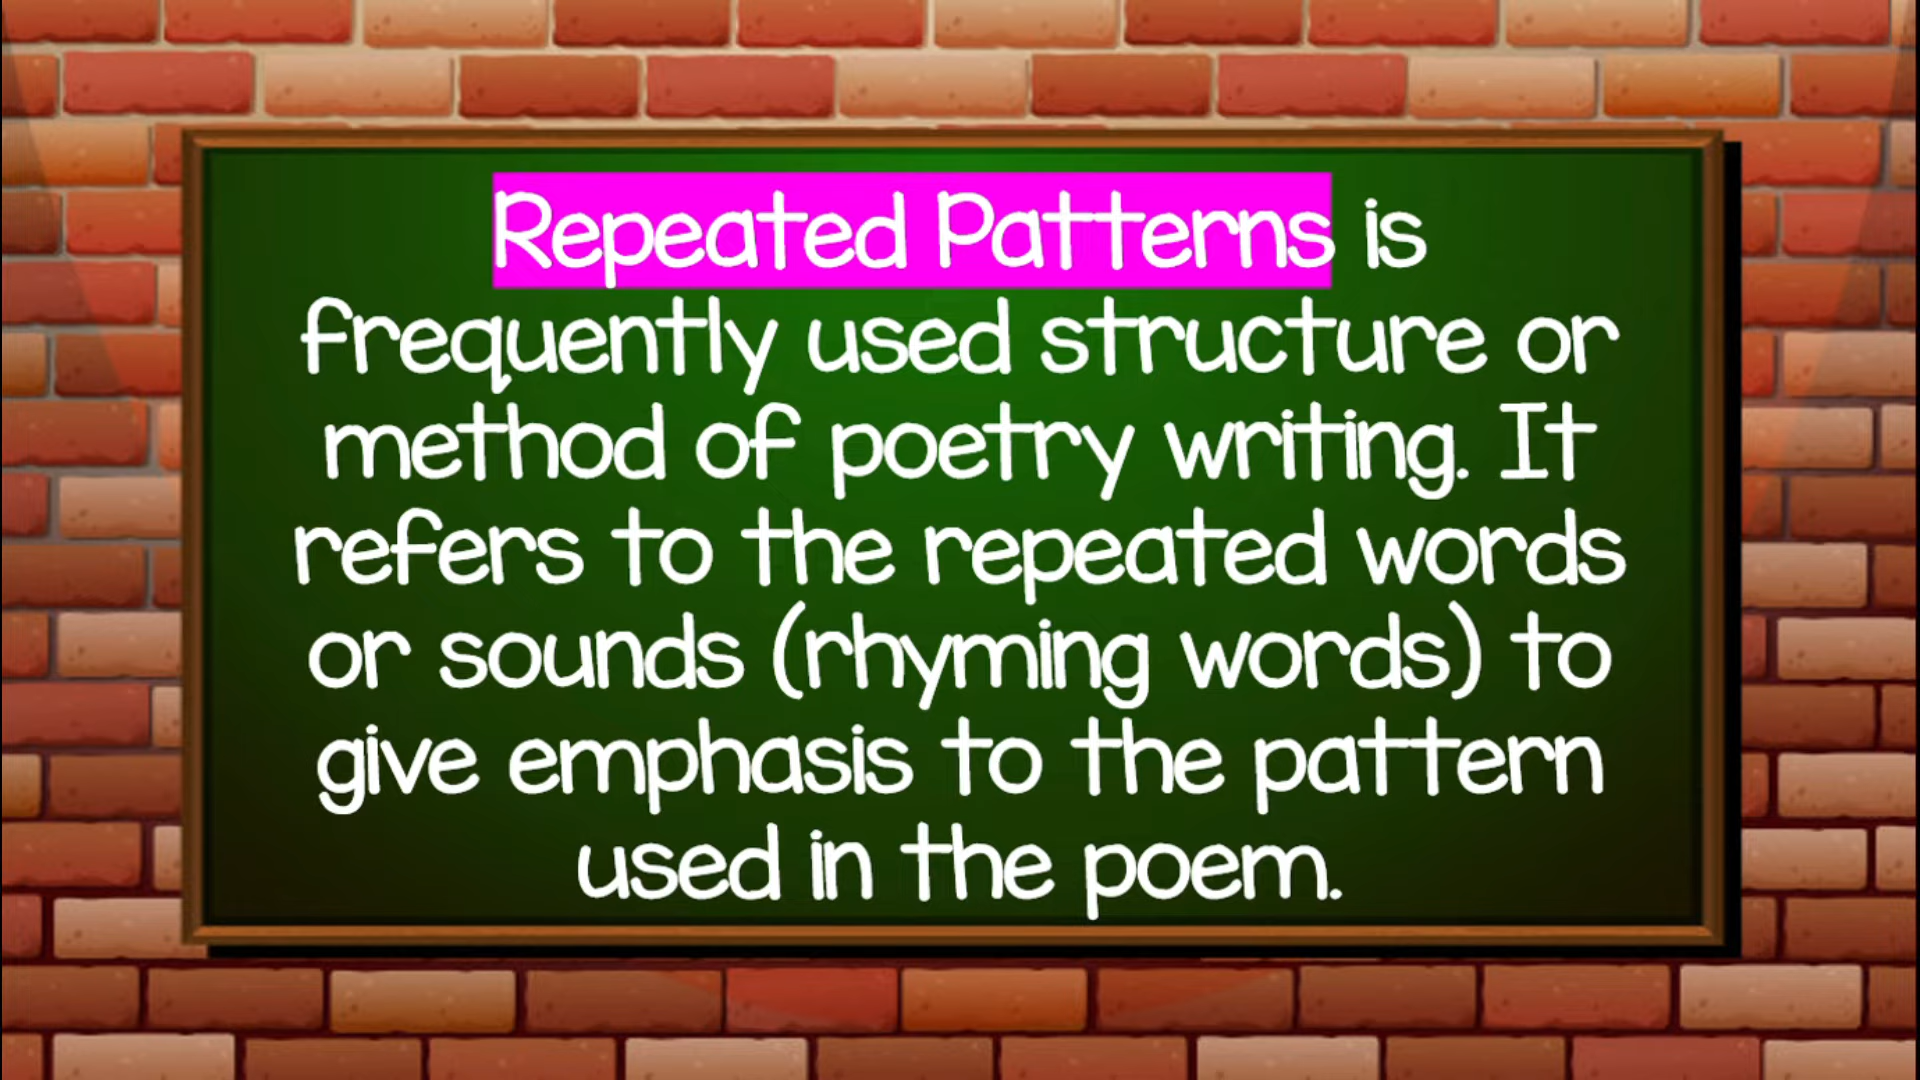 Repeated Patterns is
frequently used structure or
method of poetry writing. It
refers to the repeated words
or sounds (rhyming words) to
give emphasis to the pattern
used in the poem.